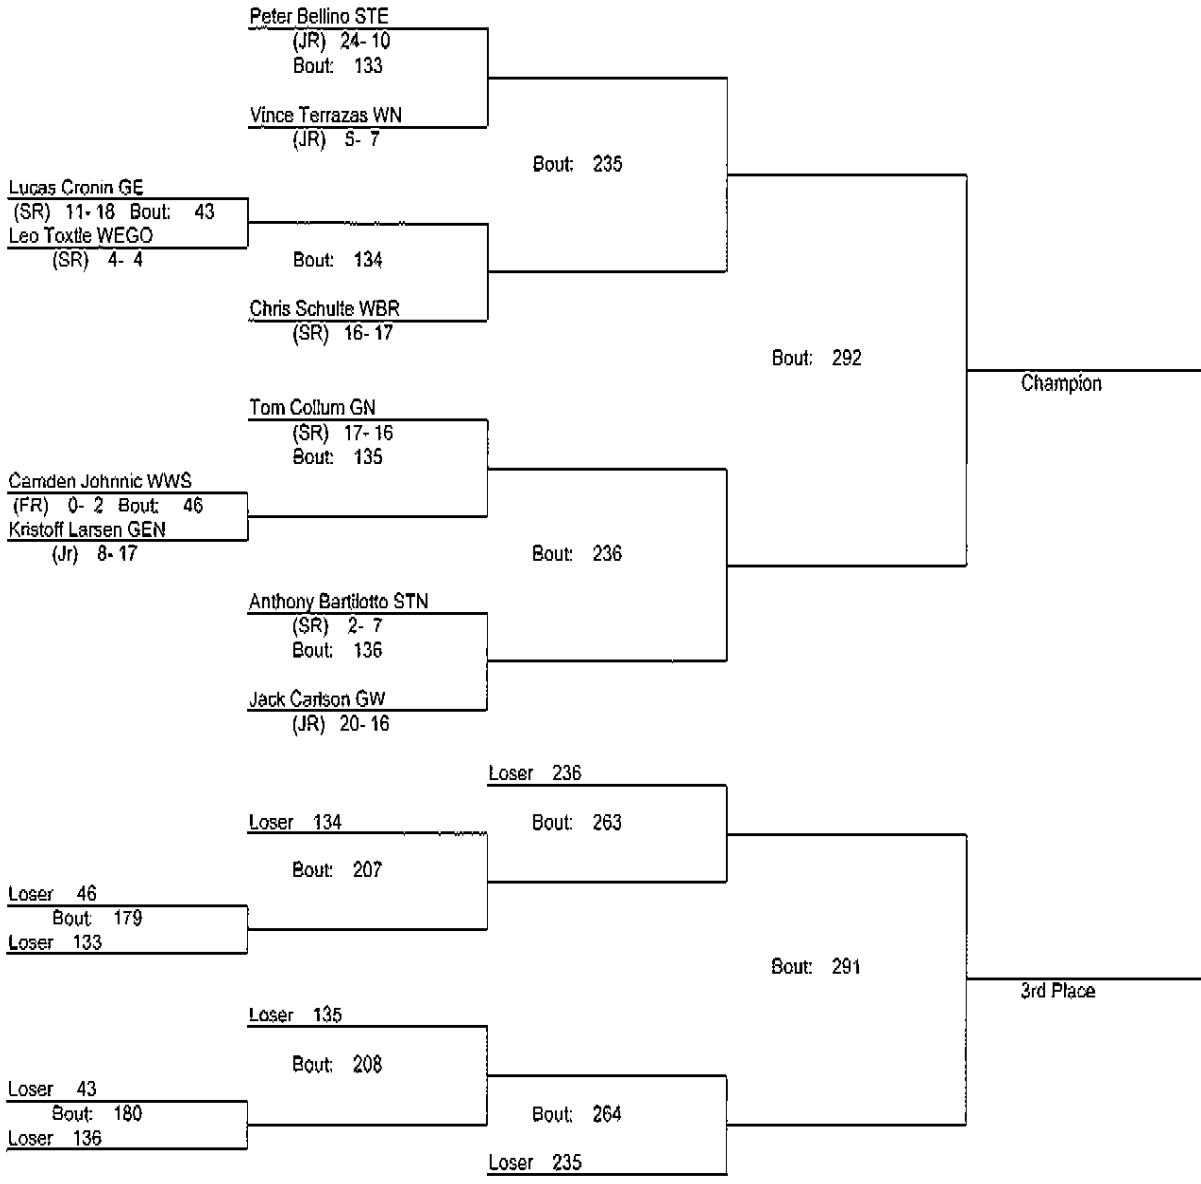 Peter Bellino STE
(JR) 24- 10
Bout: 133
Vince Terrazas WN
(JR) 5- 7
Bout: 235
Lucas Cronin GE
(SR) 11- 18 Bout: 43
Leo Toxtle WEGO
(SR) 4- 4
Bout: 134
Chris Schulte WBR
(SR) 16- 17
Bout: 292
Champion
Tom Collum GN
(SR) 17- 16
Bout: 135
Camden Johnnic WWS
(FR) 0- 2 Bout: 46
Kristoff Larsen GEN
(Jr) 8- 17
Bout: 236
Anthony Bartilotto STN
(SR) 2- 7
Bout: 136
Jack Carlson GW
(JR) 20- 16
Loser 236
Bout: 263
Loser 134
Bout: 207
Loser 46
Bout: 179
Loser 133
Bout: 291
3rd Place
Loser 135
Bout: 208
Loser 43
Bout: 180
Loser 136
Bout: 264
Loser 235